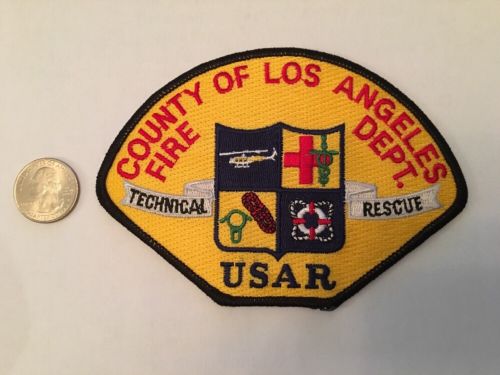 COUNTY OF LOS ANGELES
FIRE DEPT.
TECHNICAL RESCUE
USAR